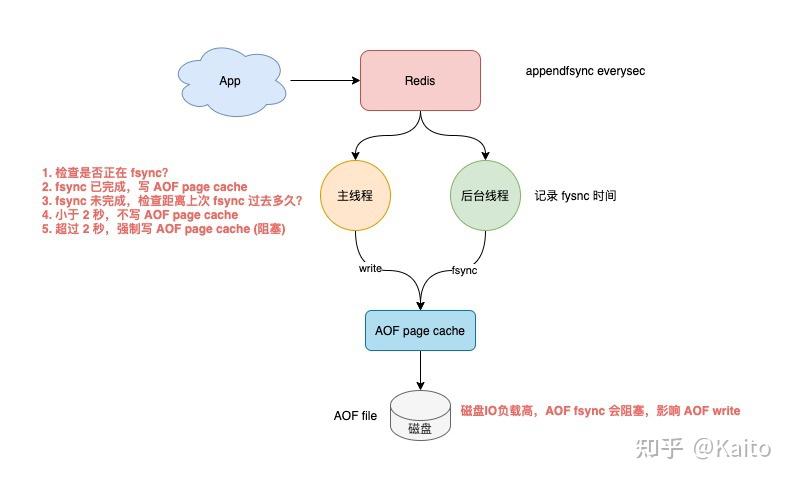 App
Redis
appendfsync everysec
1. 检查是否正在 fsync?
2. fsync 已完成，写 AOF page cache
3. fsync 未完成，检查距离上次 fsync 过去多久?
4. 小于 2 秒，不写 AOF page cache
5. 超过 2 秒，强制写 AOF page cache (阻塞)
主线程
后台线程
记录 fysnc 时间
write
fsync
AOF page cache
AOF file
磁盘
磁盘IO负载高，AOF fsync 会阻塞，影响 AOF write
知乎 @Kaito